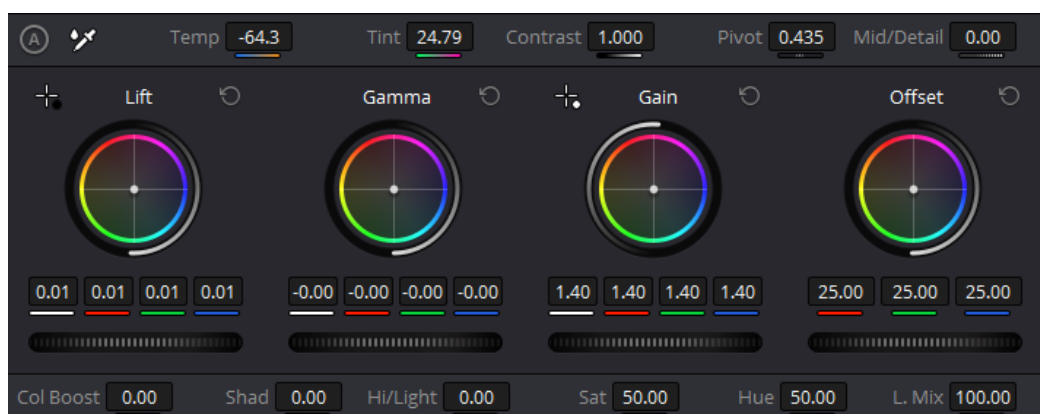 A Temp -64.3 Tint 24.79 Contrast 1.000 Pivot 0.435 Mid/Detail 0.00
Lift Gamma Gain Offset
0.01 0.01 0.01 0.01 -0.00 -0.00 -0.00 -0.00 1.40 1.40 1.40 1.40 25.00 25.00 25.00
Col Boost 0.00 Shad 0.00 Hi/Light 0.00 Sat 50.00 Hue 50.00 L. Mix 100.00